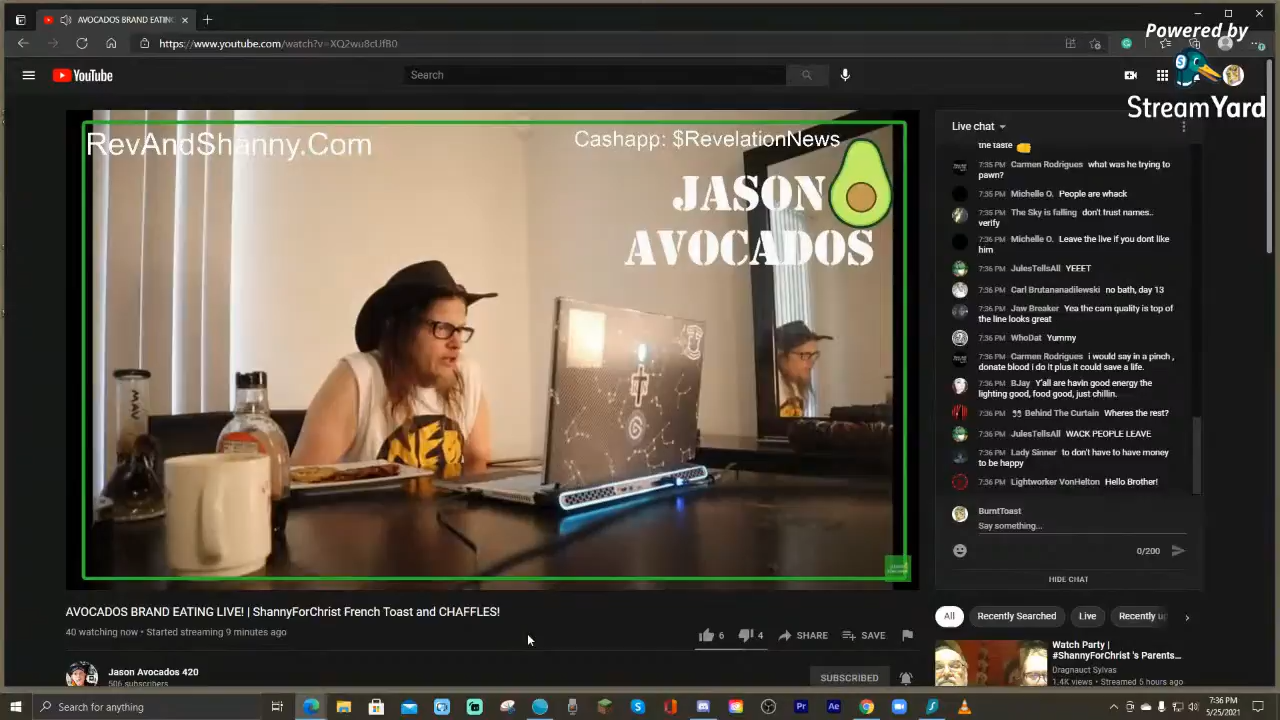 AVOCADOS BRAND EATING
https://www.youtube.com/watch?v=XQ2wu8cUfB0
Powered by
StreamYard
YouTube
Search
RevAndShanny.Com
Cashapp: $RevelationNews
JASON
AVOCADOS
Live chat
the taste
7:35 PM Carmen Rodrigues what was he trying to
pawn?
7:35 PM Michelle O. People are whack
7:35 PM The Sky is falling don't trust names..
verify
7:36 PM Michelle O. Leave the live if you dont like
him
7:36 PM JulesTellsAll YEEET
7:36 PM Carl Brutananadilewski no bath, day 13
7:36 PM Jaw Breaker Yea the cam quality is top of
the line looks great
7:36 PM WhoDat Yummy
7:36 PM Carmen Rodrigues i would say in a pinch ,
donate blood i do it plus it could save a life.
7:36 PM BJay Y'all are havin good energy the
lighting good, food good, just chillin.
7:36 PM Behind The Curtain Wheres the rest?
7:36 PM JulesTellsAll WACK PEOPLE LEAVE
7:36 PM Lady Sinner to don't have to have money
to be happy
7:36 PM Lightworker VonHelton Hello Brother!
BurntToast
Say something...
0/200
HIDE CHAT
AVOCADOS BRAND EATING LIVE! | ShannyForChrist French Toast and CHAFFLES!
40 watching now • Started streaming 9 minutes ago
6 4 SHARE SAVE
Jason Avocados 420
506 subscribers
SUBSCRIBED
All Recently Searched Live Recently up
Watch Party |
#ShannyForChrist 's Parents...
Dragnauct Sylvas
1.4K views • Streamed 5 hours ago
Search for anything
7:36 PM
5/25/2021